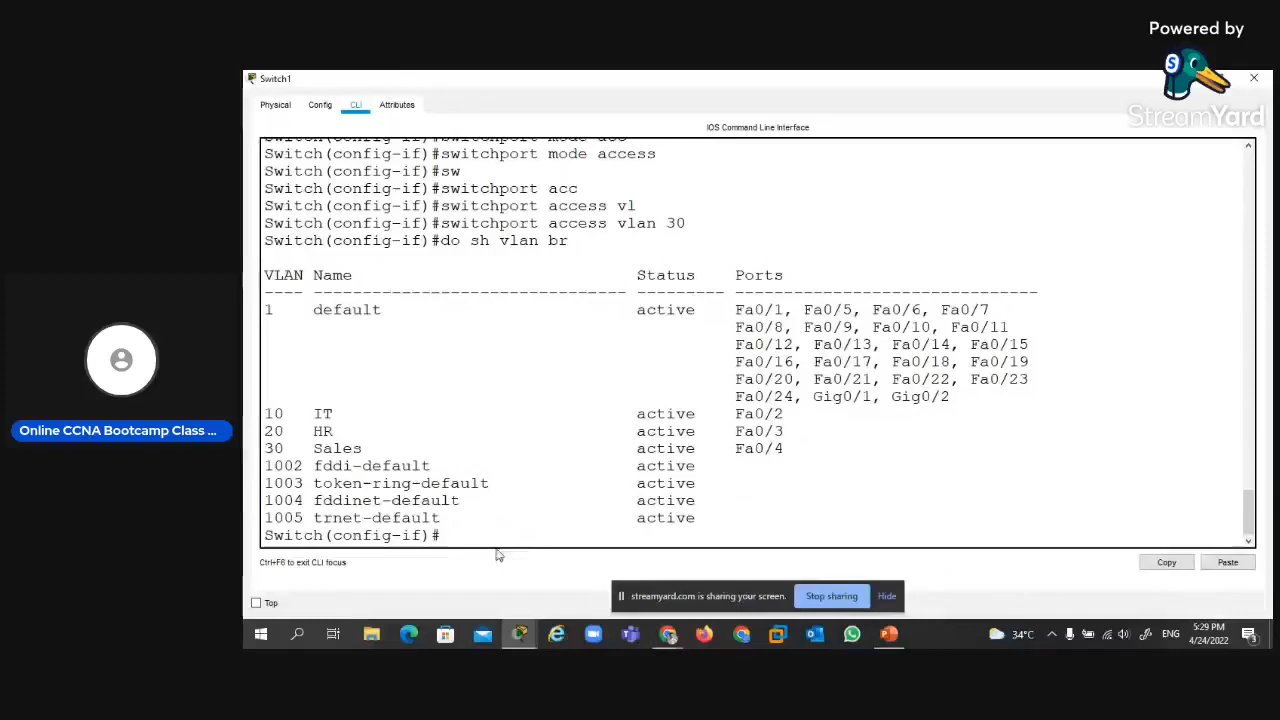 Powered by
StreamYard
Switch1
Physical Config CLI Attributes
IOS Command Line Interface
Switch(config-if)#switchport mode acc
Switch(config-if)#switchport mode access
Switch(config-if)#sw
Switch(config-if)#switchport acc
Switch(config-if)#switchport access vl
Switch(config-if)#switchport access vlan 30
Switch(config-if)#do sh vlan br
VLAN Name Status Ports
---- -------------------------------- --------- -------------------------------
1 default active Fa0/1, Fa0/5, Fa0/6, Fa0/7
Fa0/8, Fa0/9, Fa0/10, Fa0/11
Fa0/12, Fa0/13, Fa0/14, Fa0/15
Fa0/16, Fa0/17, Fa0/18, Fa0/19
Fa0/20, Fa0/21, Fa0/22, Fa0/23
Fa0/24, Gig0/1, Gig0/2
10 IT active Fa0/2
20 HR active Fa0/3
30 Sales active Fa0/4
1002 fddi-default active
1003 token-ring-default active
1004 fddinet-default active
1005 trnet-default active
Switch(config-if)#
Ctrl+F6 to exit CLI focus
Copy Paste
Top
streamyard.com is sharing your screen. Stop sharing Hide
Online CCNA Bootcamp Class ...
34°C ENG 5:29 PM
4/24/2022
3